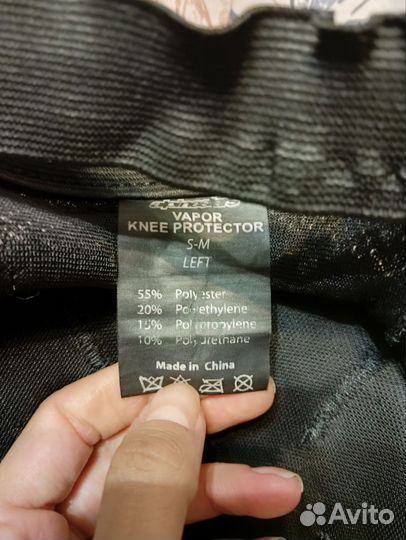 VAPOR
KNEE PROTECTOR
S-M
LEFT
55% Polyester
20% Polyethylene
15% Polypropylene
10% Polyurethane
Made in China
Avito